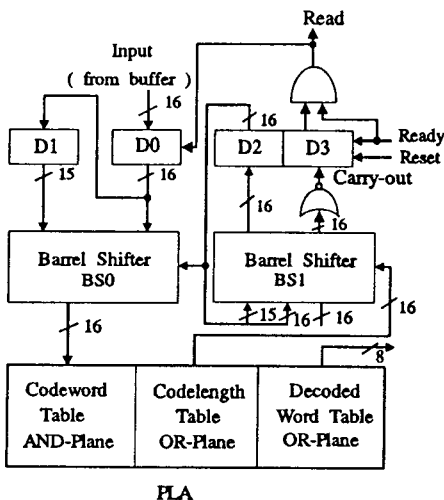 Read
Input
( from buffer )
16
16
D1
D0
D2
D3
Ready
Reset
Carry-out
15
16
16
16
Barrel Shifter
BS0
Barrel Shifter
BS1
16
15
16
16
16
8
Codeword
Table
AND-Plane
Codelength
Table
OR-Plane
Decoded
Word Table
OR-Plane
PLA